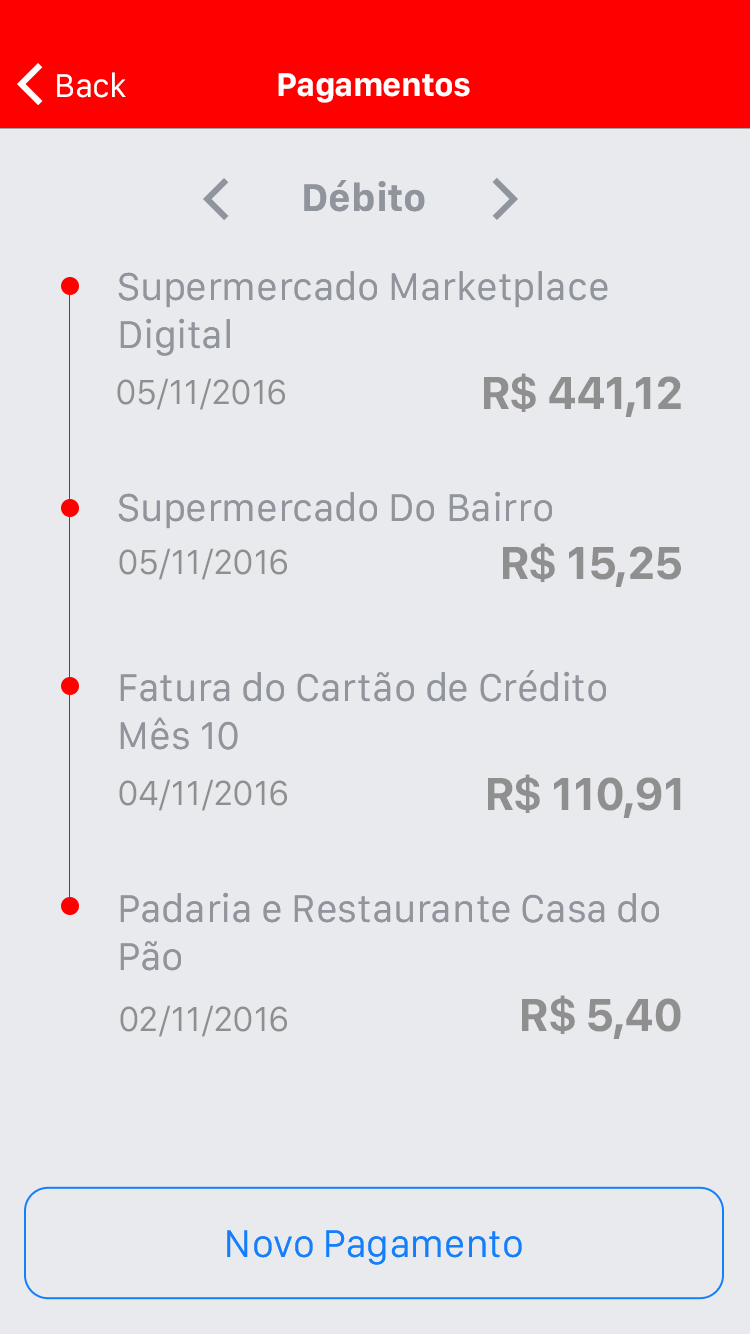 Back
Pagamentos
Débito
Supermercado Marketplace
Digital
05/11/2016
R$ 441,12
Supermercado Do Bairro
05/11/2016
R$ 15,25
Fatura do Cartão de Crédito
Mês 10
04/11/2016
R$ 110,91
Padaria e Restaurante Casa do
Pão
02/11/2016
R$ 5,40
Novo Pagamento